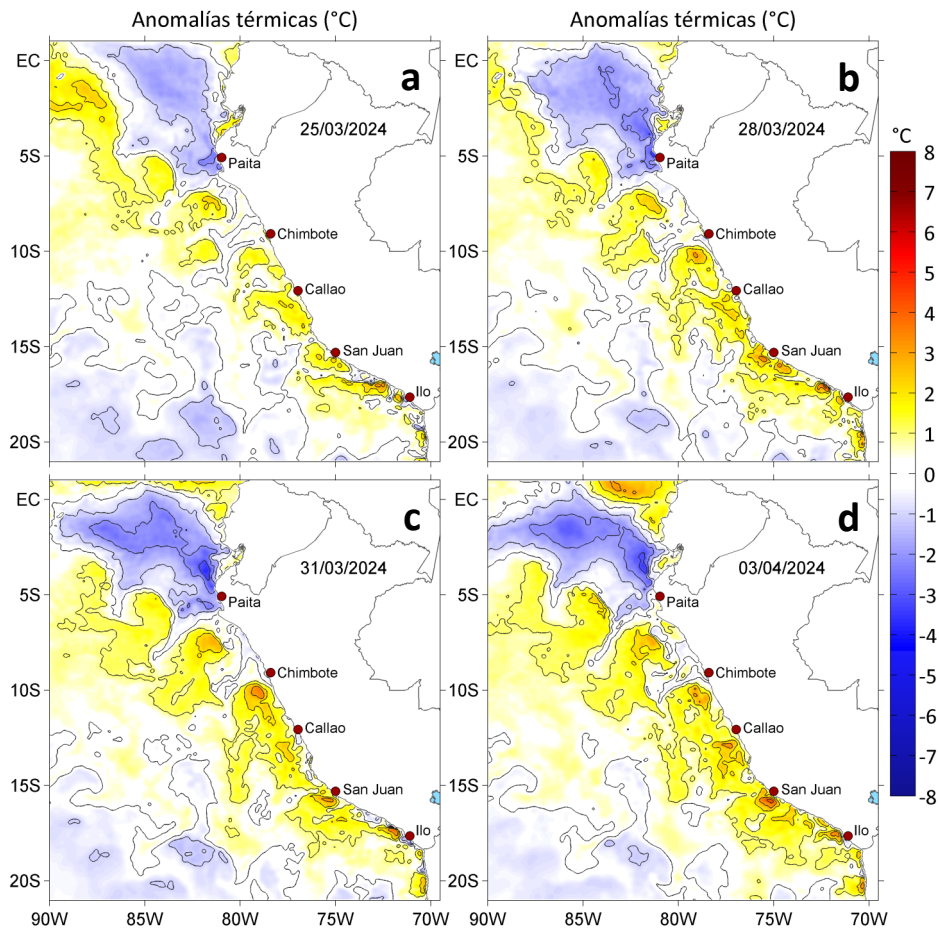 Anomalías térmicas (°C)
Anomalías térmicas (°C)
EC
5S
10S
15S
20S
a
25/03/2024
Paita
Chimbote
Callao
San Juan
Ilo
EC
5S
10S
15S
20S
b
28/03/2024
Paita
Chimbote
Callao
San Juan
Ilo
°C
8
7
6
5
4
3
2
1
0
-1
-2
-3
-4
-5
-6
-7
-8
EC
5S
10S
15S
20S
c
31/03/2024
Paita
Chimbote
Callao
San Juan
Ilo
90W 85W 80W 75W 70W
EC
5S
10S
15S
20S
d
03/04/2024
Paita
Chimbote
Callao
San Juan
Ilo
90W 85W 80W 75W 70W